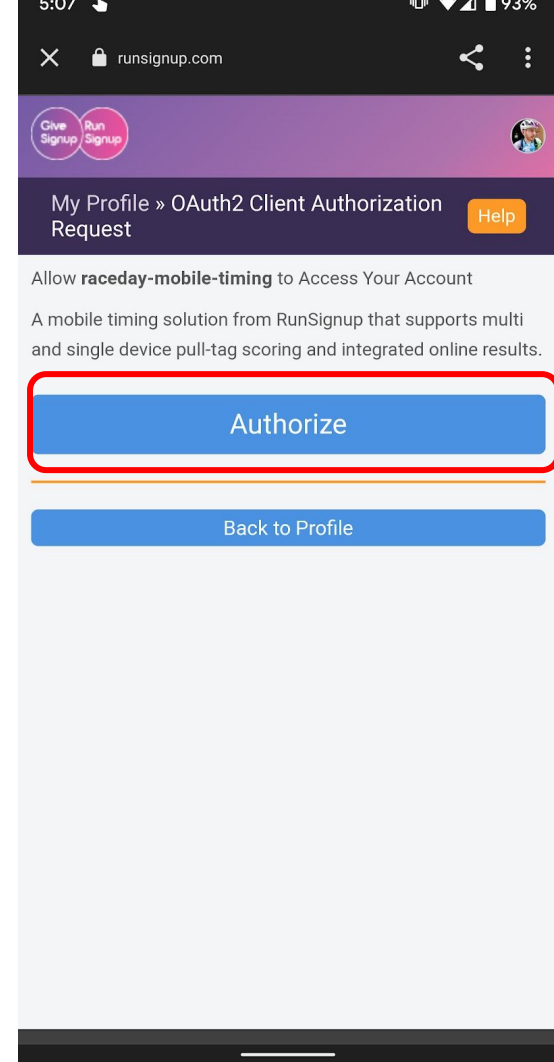 5:07 93%
runsignup.com
Give Run
Signup Signup
My Profile » OAuth2 Client Authorization
Request
Help
Allow raceday-mobile-timing to Access Your Account
A mobile timing solution from RunSignup that supports multi
and single device pull-tag scoring and integrated online results.
Authorize
Back to Profile